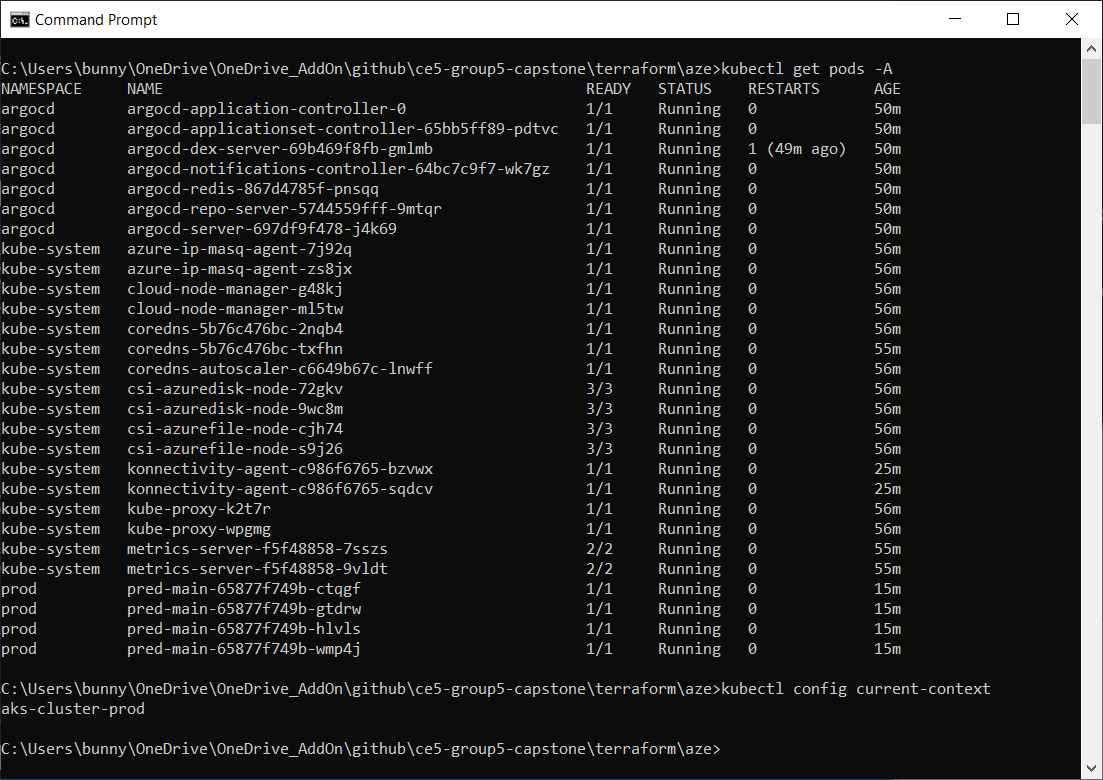 Command Prompt
C:\Users\bunny\OneDrive\OneDrive_AddOn\github\ce5-group5-capstone\terraform\aze>kubectl get pods -A
NAMESPACE NAME READY STATUS RESTARTS AGE
argocd argocd-application-controller-0 1/1 Running 0 50m
argocd argocd-applicationset-controller-65bb5ff89-pdtvc 1/1 Running 0 50m
argocd argocd-dex-server-69b469f8fb-gmlmb 1/1 Running 1 (49m ago) 50m
argocd argocd-notifications-controller-64bc7c9f7-wk7gz 1/1 Running 0 50m
argocd argocd-redis-867d4785f-pnsqq 1/1 Running 0 50m
argocd argocd-repo-server-5744559fff-9mtqr 1/1 Running 0 50m
argocd argocd-server-697df9f478-j4k69 1/1 Running 0 50m
kube-system azure-ip-masq-agent-7j92q 1/1 Running 0 56m
kube-system azure-ip-masq-agent-zs8jx 1/1 Running 0 56m
kube-system cloud-node-manager-g48kj 1/1 Running 0 56m
kube-system cloud-node-manager-ml5tw 1/1 Running 0 56m
kube-system coredns-5b76c476bc-2nqb4 1/1 Running 0 56m
kube-system coredns-5b76c476bc-txfhn 1/1 Running 0 55m
kube-system coredns-autoscaler-c6649b67c-lnwff 1/1 Running 0 56m
kube-system csi-azuredisk-node-72gkv 3/3 Running 0 56m
kube-system csi-azuredisk-node-9wc8m 3/3 Running 0 56m
kube-system csi-azurefile-node-cjh74 3/3 Running 0 56m
kube-system csi-azurefile-node-s9j26 3/3 Running 0 56m
kube-system konnectivity-agent-c986f6765-bzvwx 1/1 Running 0 25m
kube-system konnectivity-agent-c986f6765-sqdcv 1/1 Running 0 25m
kube-system kube-proxy-k2t7r 1/1 Running 0 56m
kube-system kube-proxy-wpgmg 1/1 Running 0 56m
kube-system metrics-server-f5f48858-7sszs 2/2 Running 0 55m
kube-system metrics-server-f5f48858-9vldt 2/2 Running 0 55m
prod pred-main-65877f749b-ctqgf 1/1 Running 0 15m
prod pred-main-65877f749b-gtdrw 1/1 Running 0 15m
prod pred-main-65877f749b-hlvls 1/1 Running 0 15m
prod pred-main-65877f749b-wmp4j 1/1 Running 0 15m
C:\Users\bunny\OneDrive\OneDrive_AddOn\github\ce5-group5-capstone\terraform\aze>kubectl config current-context
aks-cluster-prod
C:\Users\bunny\OneDrive\OneDrive_AddOn\github\ce5-group5-capstone\terraform\aze>